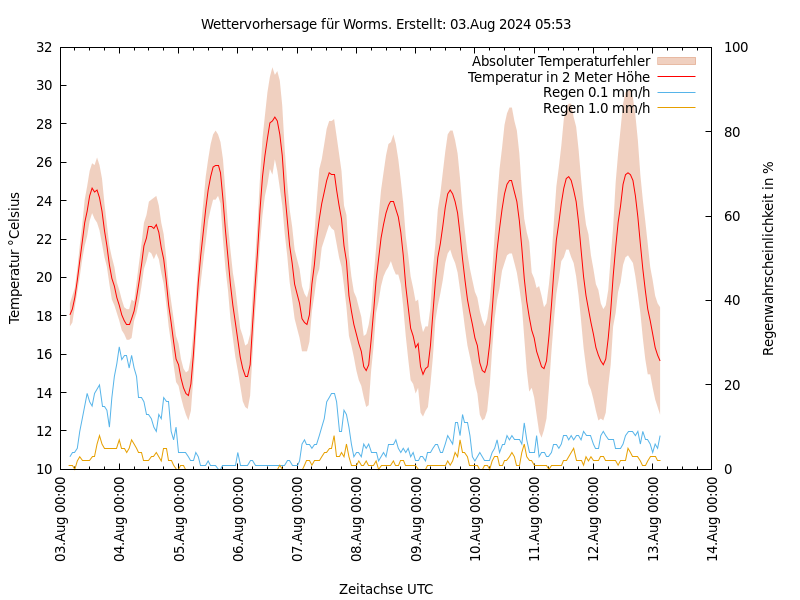 Wettervorhersage für Worms. Erstellt: 03.Aug 2024 05:53
Absoluter Temperaturfehler
Temperatur in 2 Meter Höhe
Regen 0.1 mm/h
Regen 1.0 mm/h
Temperatur °Celsius
32
30
28
26
24
22
20
18
16
14
12
10
100
80
60
40
20
0
Regenwahrscheinlichkeit in %
03.Aug 00:00
04.Aug 00:00
05.Aug 00:00
06.Aug 00:00
07.Aug 00:00
08.Aug 00:00
09.Aug 00:00
10.Aug 00:00
11.Aug 00:00
12.Aug 00:00
13.Aug 00:00
14.Aug 00:00
Zeitachse UTC